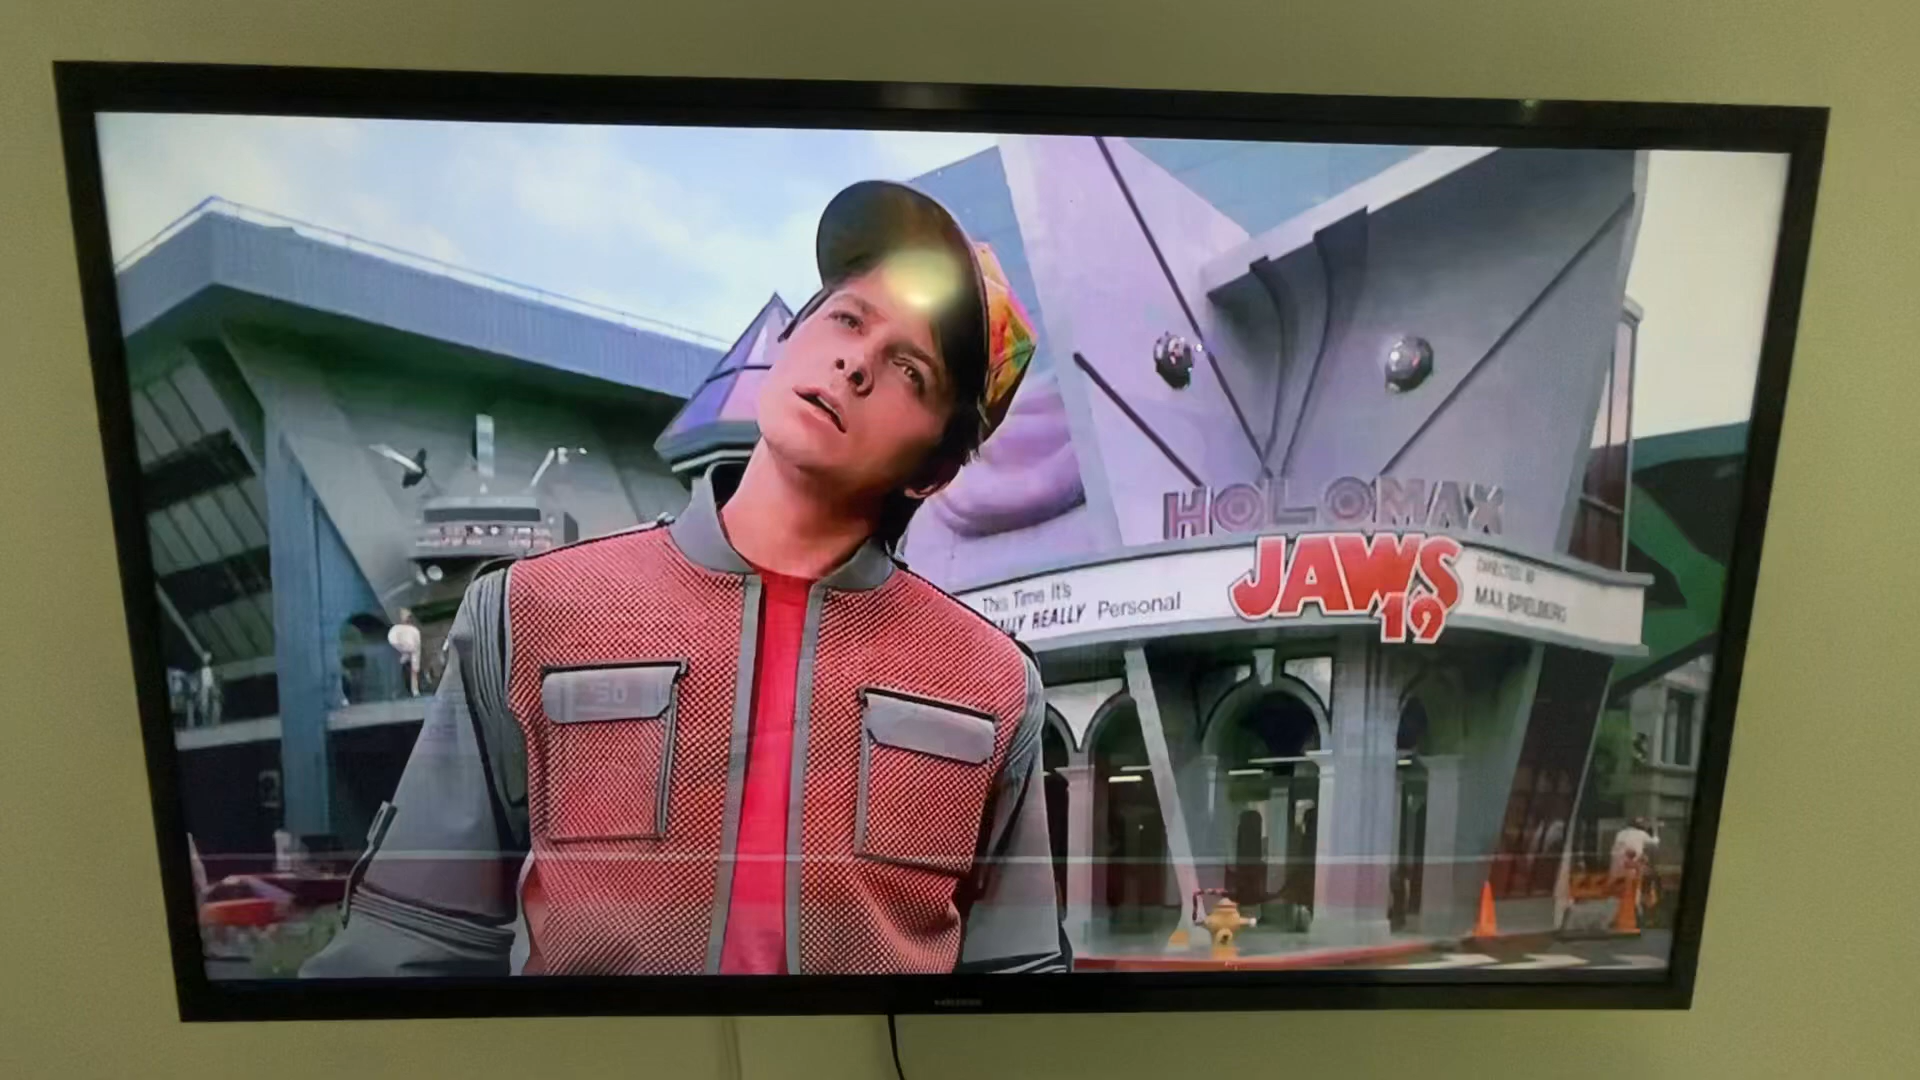 HOLOMAX
This Time It's
REALLY Personal
JAWS
19
DIRECTED BY
MAX SPIELBERG